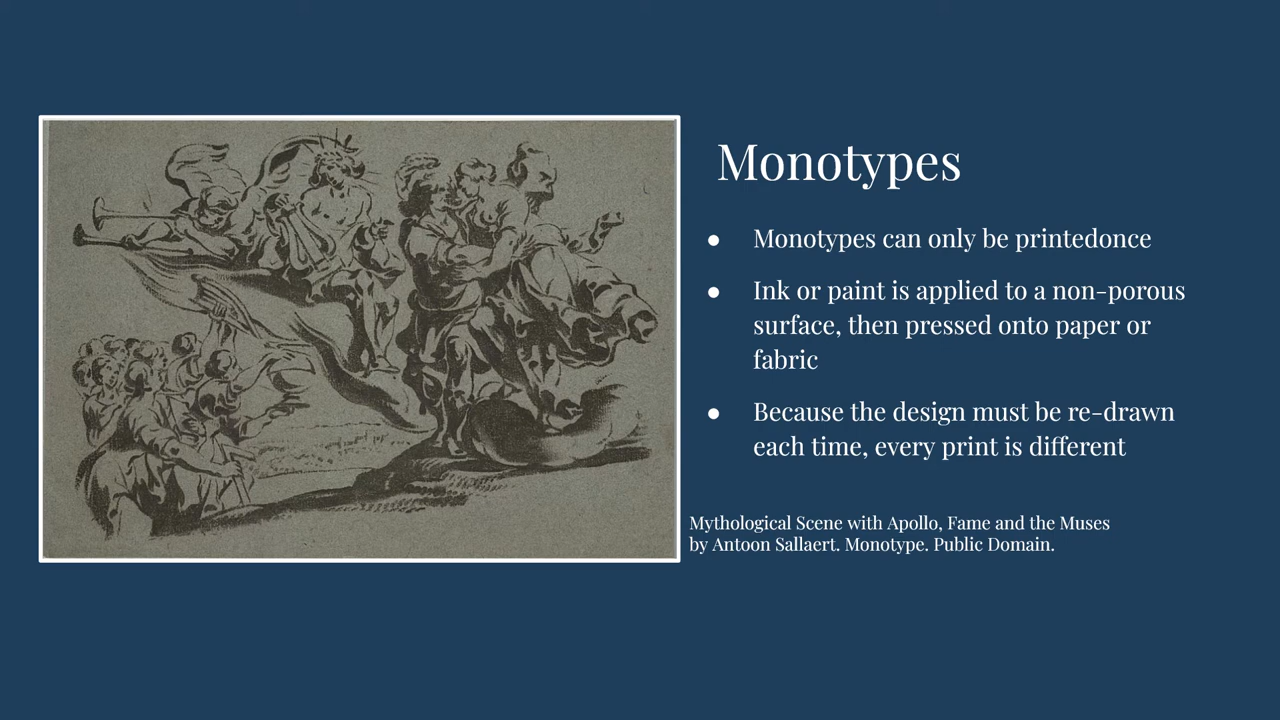 Monotypes
● Monotypes can only be printedonce
● Ink or paint is applied to a non-porous
surface, then pressed onto paper or
fabric
● Because the design must be re-drawn
each time, every print is different
Mythological Scene with Apollo, Fame and the Muses
by Antoon Sallaert. Monotype. Public Domain.